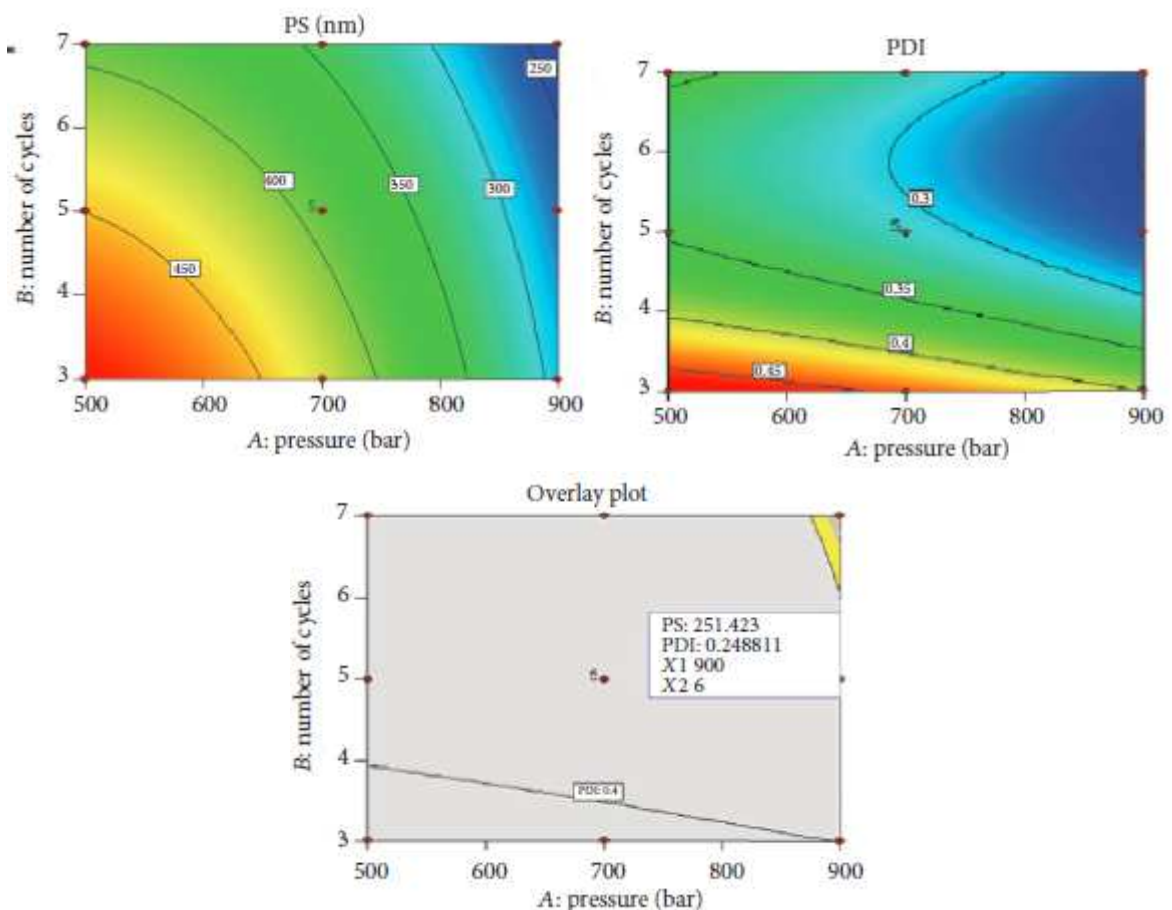 PS (nm)
7
6
5
4
3
B: number of cycles
250
400
350
300
450
500
600
700
800
900
A: pressure (bar)
PDI
7
6
5
4
3
B: number of cycles
0.3
0.35
0.4
0.45
500
600
700
800
900
A: pressure (bar)
Overlay plot
7
6
5
4
3
B: number of cycles
PS: 251.423
PDI: 0.248811
X1 900
X2 6
PDI: 0.4
500
600
700
800
900
A: pressure (bar)